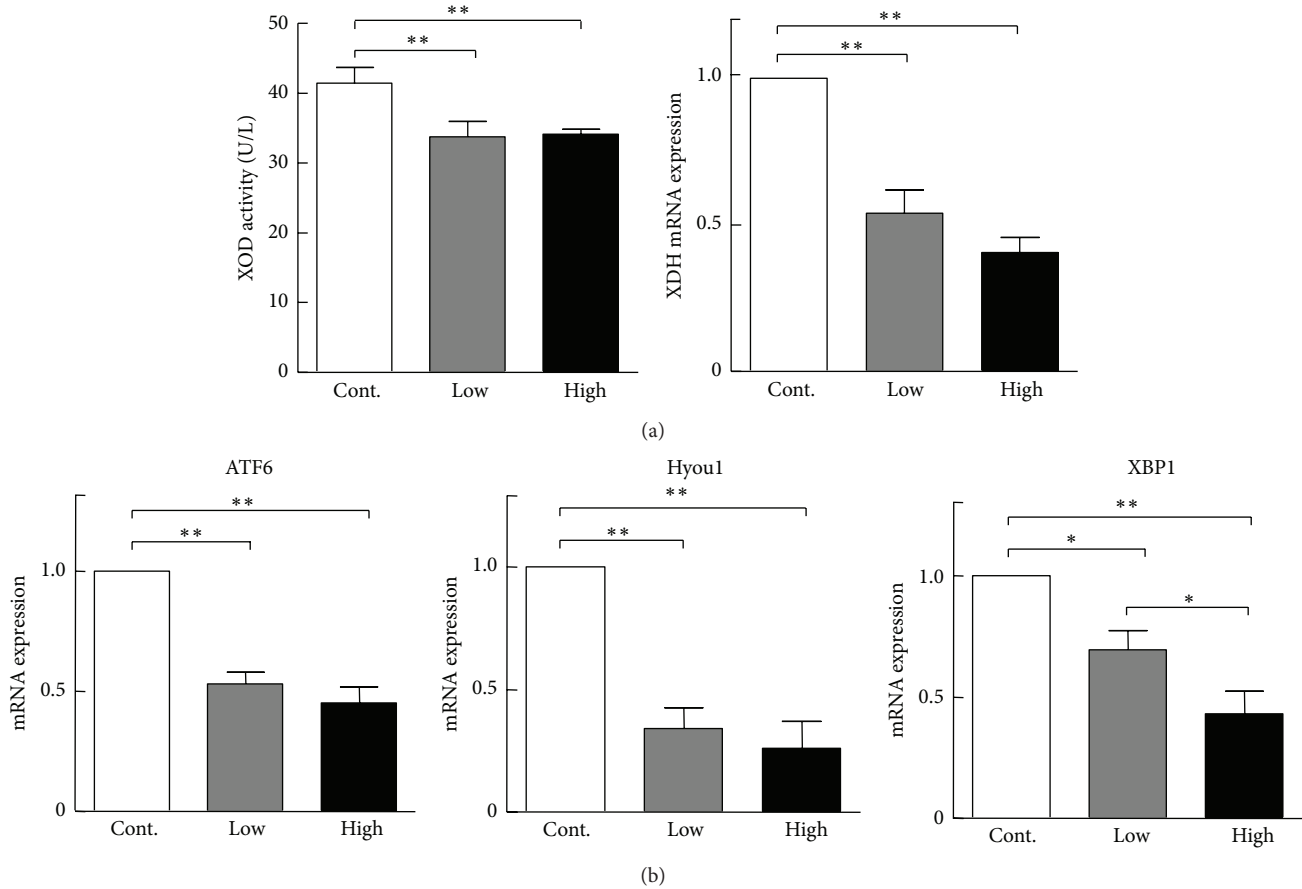 ** **
** **
50
40
30
20
10
0
XOD activity (U/L)
Cont. Low High
1.0
0.5
0
XDH mRNA expression
Cont. Low High
(a)
ATF6
**
**
1.0
0.5
0
mRNA expression
Cont. Low High
Hyou1
**
**
1.0
0.5
0
mRNA expression
Cont. Low High
XBP1
**
*
*
1.0
0.5
0
mRNA expression
Cont. Low High
(b)